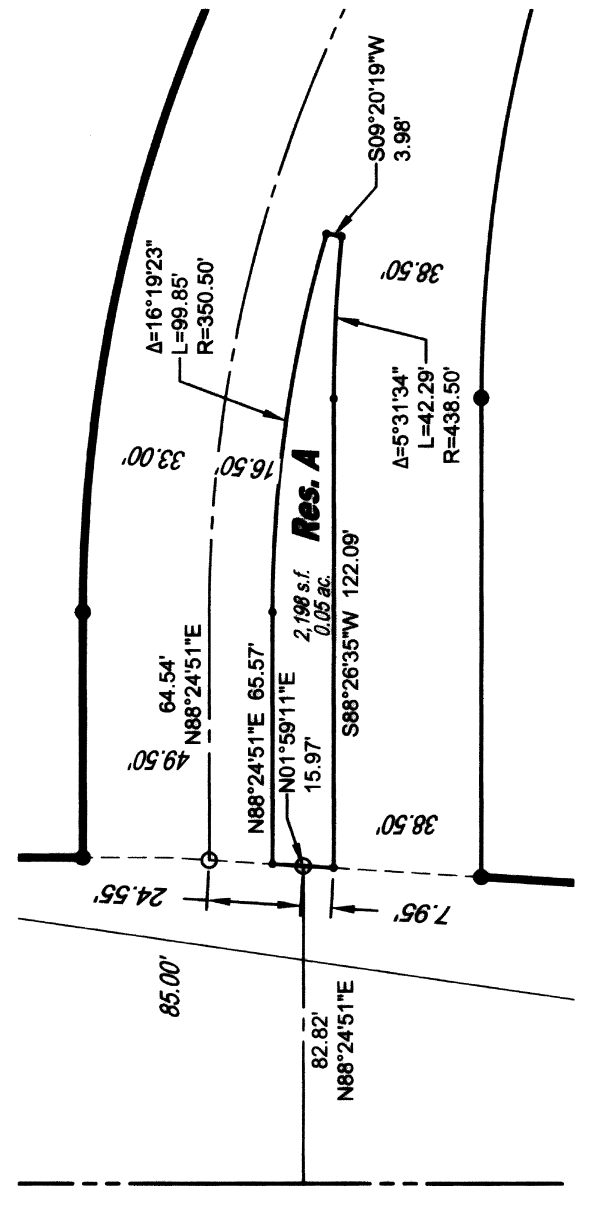 S09°20'19"W
3.98'
Δ=16°19'23"
L=99.85'
R=350.50'
38.50'
Δ=5°31'34"
L=42.29'
R=438.50'
33.00'
16.50'
Res. A
2,198 s.f.
0.05 ac.
S88°26'35"W 122.09'
64.54'
N88°24'51"E
N88°24'51"E 65.57'
N01°59'11"E
15.97'
49.50'
38.50'
24.55'
7.95'
85.00'
82.82'
N88°24'51"E